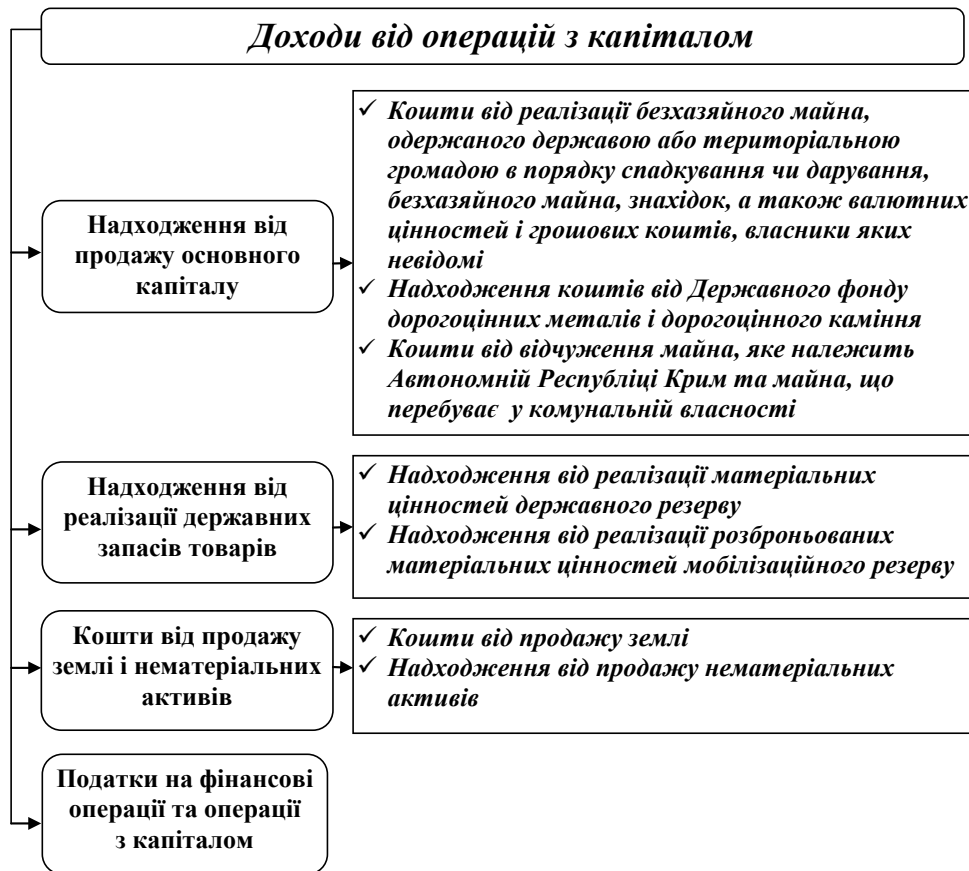 Доходи від операцій з капіталом
Надходження від
продажу основного
капіталу
✓ Кошти від реалізації безхазяйного майна,
одержаного державою або територіальною
громадою в порядку спадкування чи дарування,
безхазяйного майна, знахідок, а також валютних
цінностей і грошових коштів, власники яких
невідомі
✓ Надходження коштів від Державного фонду
дорогоцінних металів і дорогоцінного каміння
✓ Кошти від відчуження майна, яке належить
Автономній Республіці Крим та майна, що
перебуває у комунальній власності
Надходження від
реалізації державних
запасів товарів
✓ Надходження від реалізації матеріальних
цінностей державного резерву
✓ Надходження від реалізації розброньованих
матеріальних цінностей мобілізаційного резерву
Кошти від продажу
землі і нематеріальних
активів
✓ Кошти від продажу землі
✓ Надходження від продажу нематеріальних
активів
Податки на фінансові
операції та операції
з капіталом